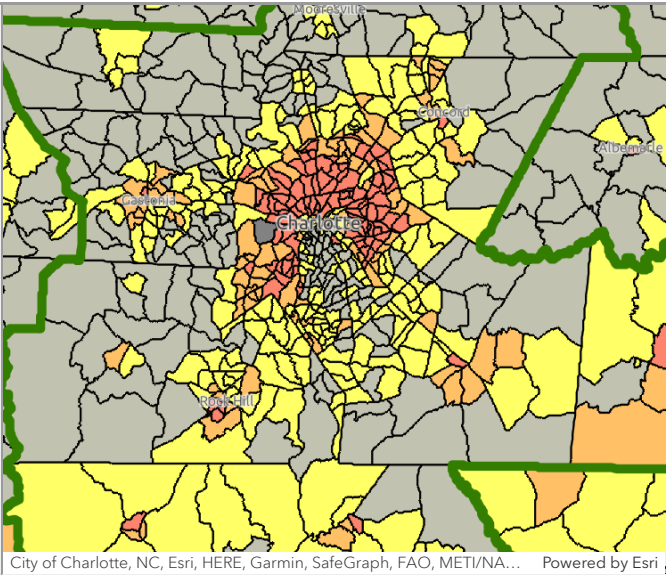 Mooresville
Concord
Albemarle
Gastonia
Charlotte
Rock Hill
City of Charlotte, NC, Esri, HERE, Garmin, SafeGraph, FAO, METI/NA... Powered by Esri